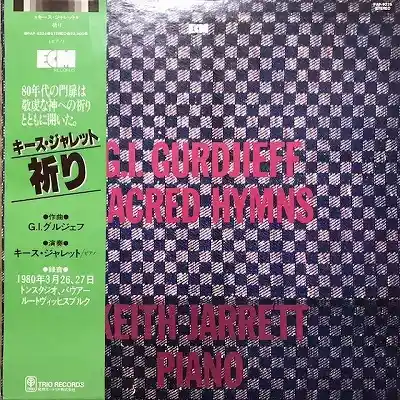 キース・ジャレット
祈り
ECM
RECORDS
80年代の門扉は
敬虔な神への祈り
とともに開いた。
キース・ジャレット
祈り
●作曲●
G.I.グルジェフ
●演奏●
キース・ジャレット/ピアノ
●録音●
1980年3月26、27日
トンスタジオ、バウアー
ルートヴィッヒスブルク
TRIO RECORDS
PAP-9219
STEREO
ECM
G.I. GURDJIEFF
SACRED HYMNS
KEITH JARRETT
PIANO